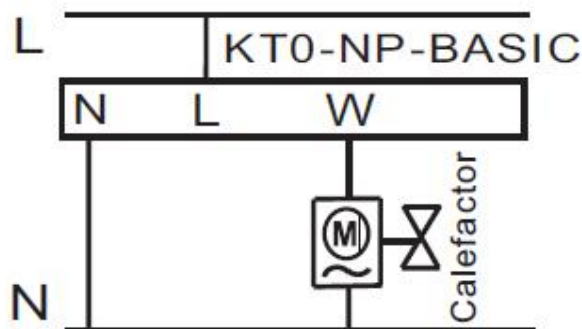 L
KT0-NP-BASIC
N L W
M
Calefactor
N